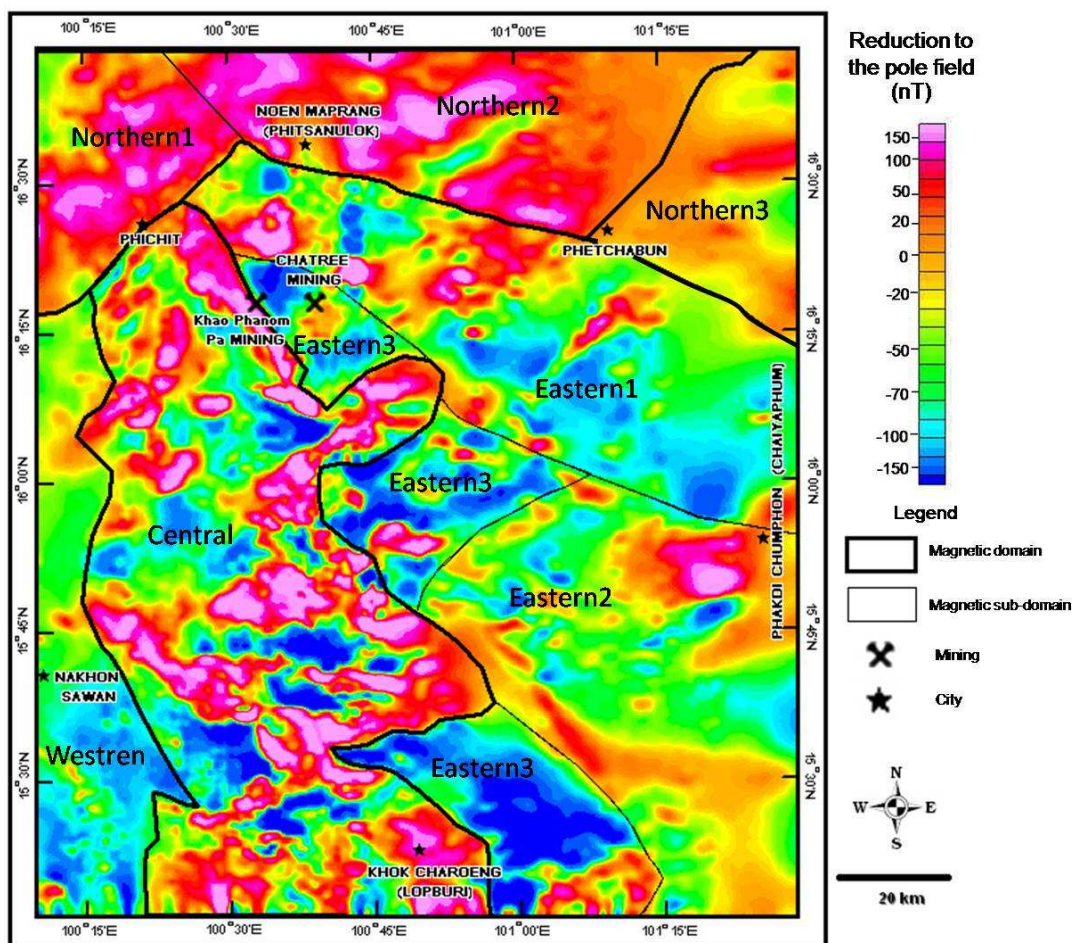 100°15'E
100°30'E
100°45'E
101°00'E
101°15'E
Reduction to
the pole field
(nT)
150
100
50
20
0
-20
-50
-70
-100
-150
Legend
Magnetic domain
Magnetic sub-domain
Mining
City
N
W
E
S
20 km
Northern1
NOEN MAPRANG
(PHITSANULOK)
Northern2
Northern3
PHICHIT
PHETCHABUN
CHATREE
MINING
Khao Phanom
Pa MINING
Eastern3
Eastern1
PHAKDI CHUMPHON (CHAIYAPHUM)
Eastern3
Central
Eastern2
NAKHON
SAWAN
Westren
Eastern3
KHOK CHAROENG
(LOPBURI)
16°30'N
16°15'N
16°00'N
15°45'N
15°30'N
16°30'N
16°15'N
16°00'N
15°45'N
15°30'N
100°15'E
100°30'E
100°45'E
101°00'E
101°15'E